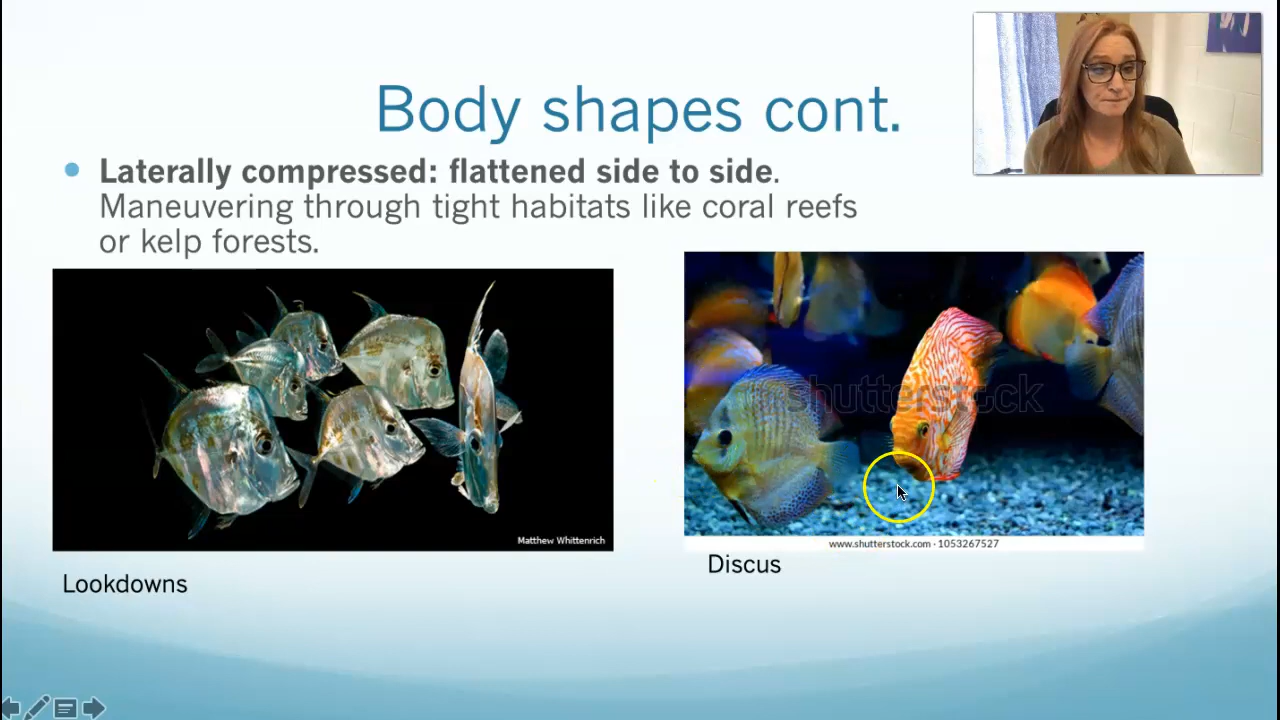 Body shapes cont.
Laterally compressed: flattened side to side.
Maneuvering through tight habitats like coral reefs
or kelp forests.
shutterstock
Matthew Whittenrich
www.shutterstock.com · 1053267527
Discus
Lookdowns